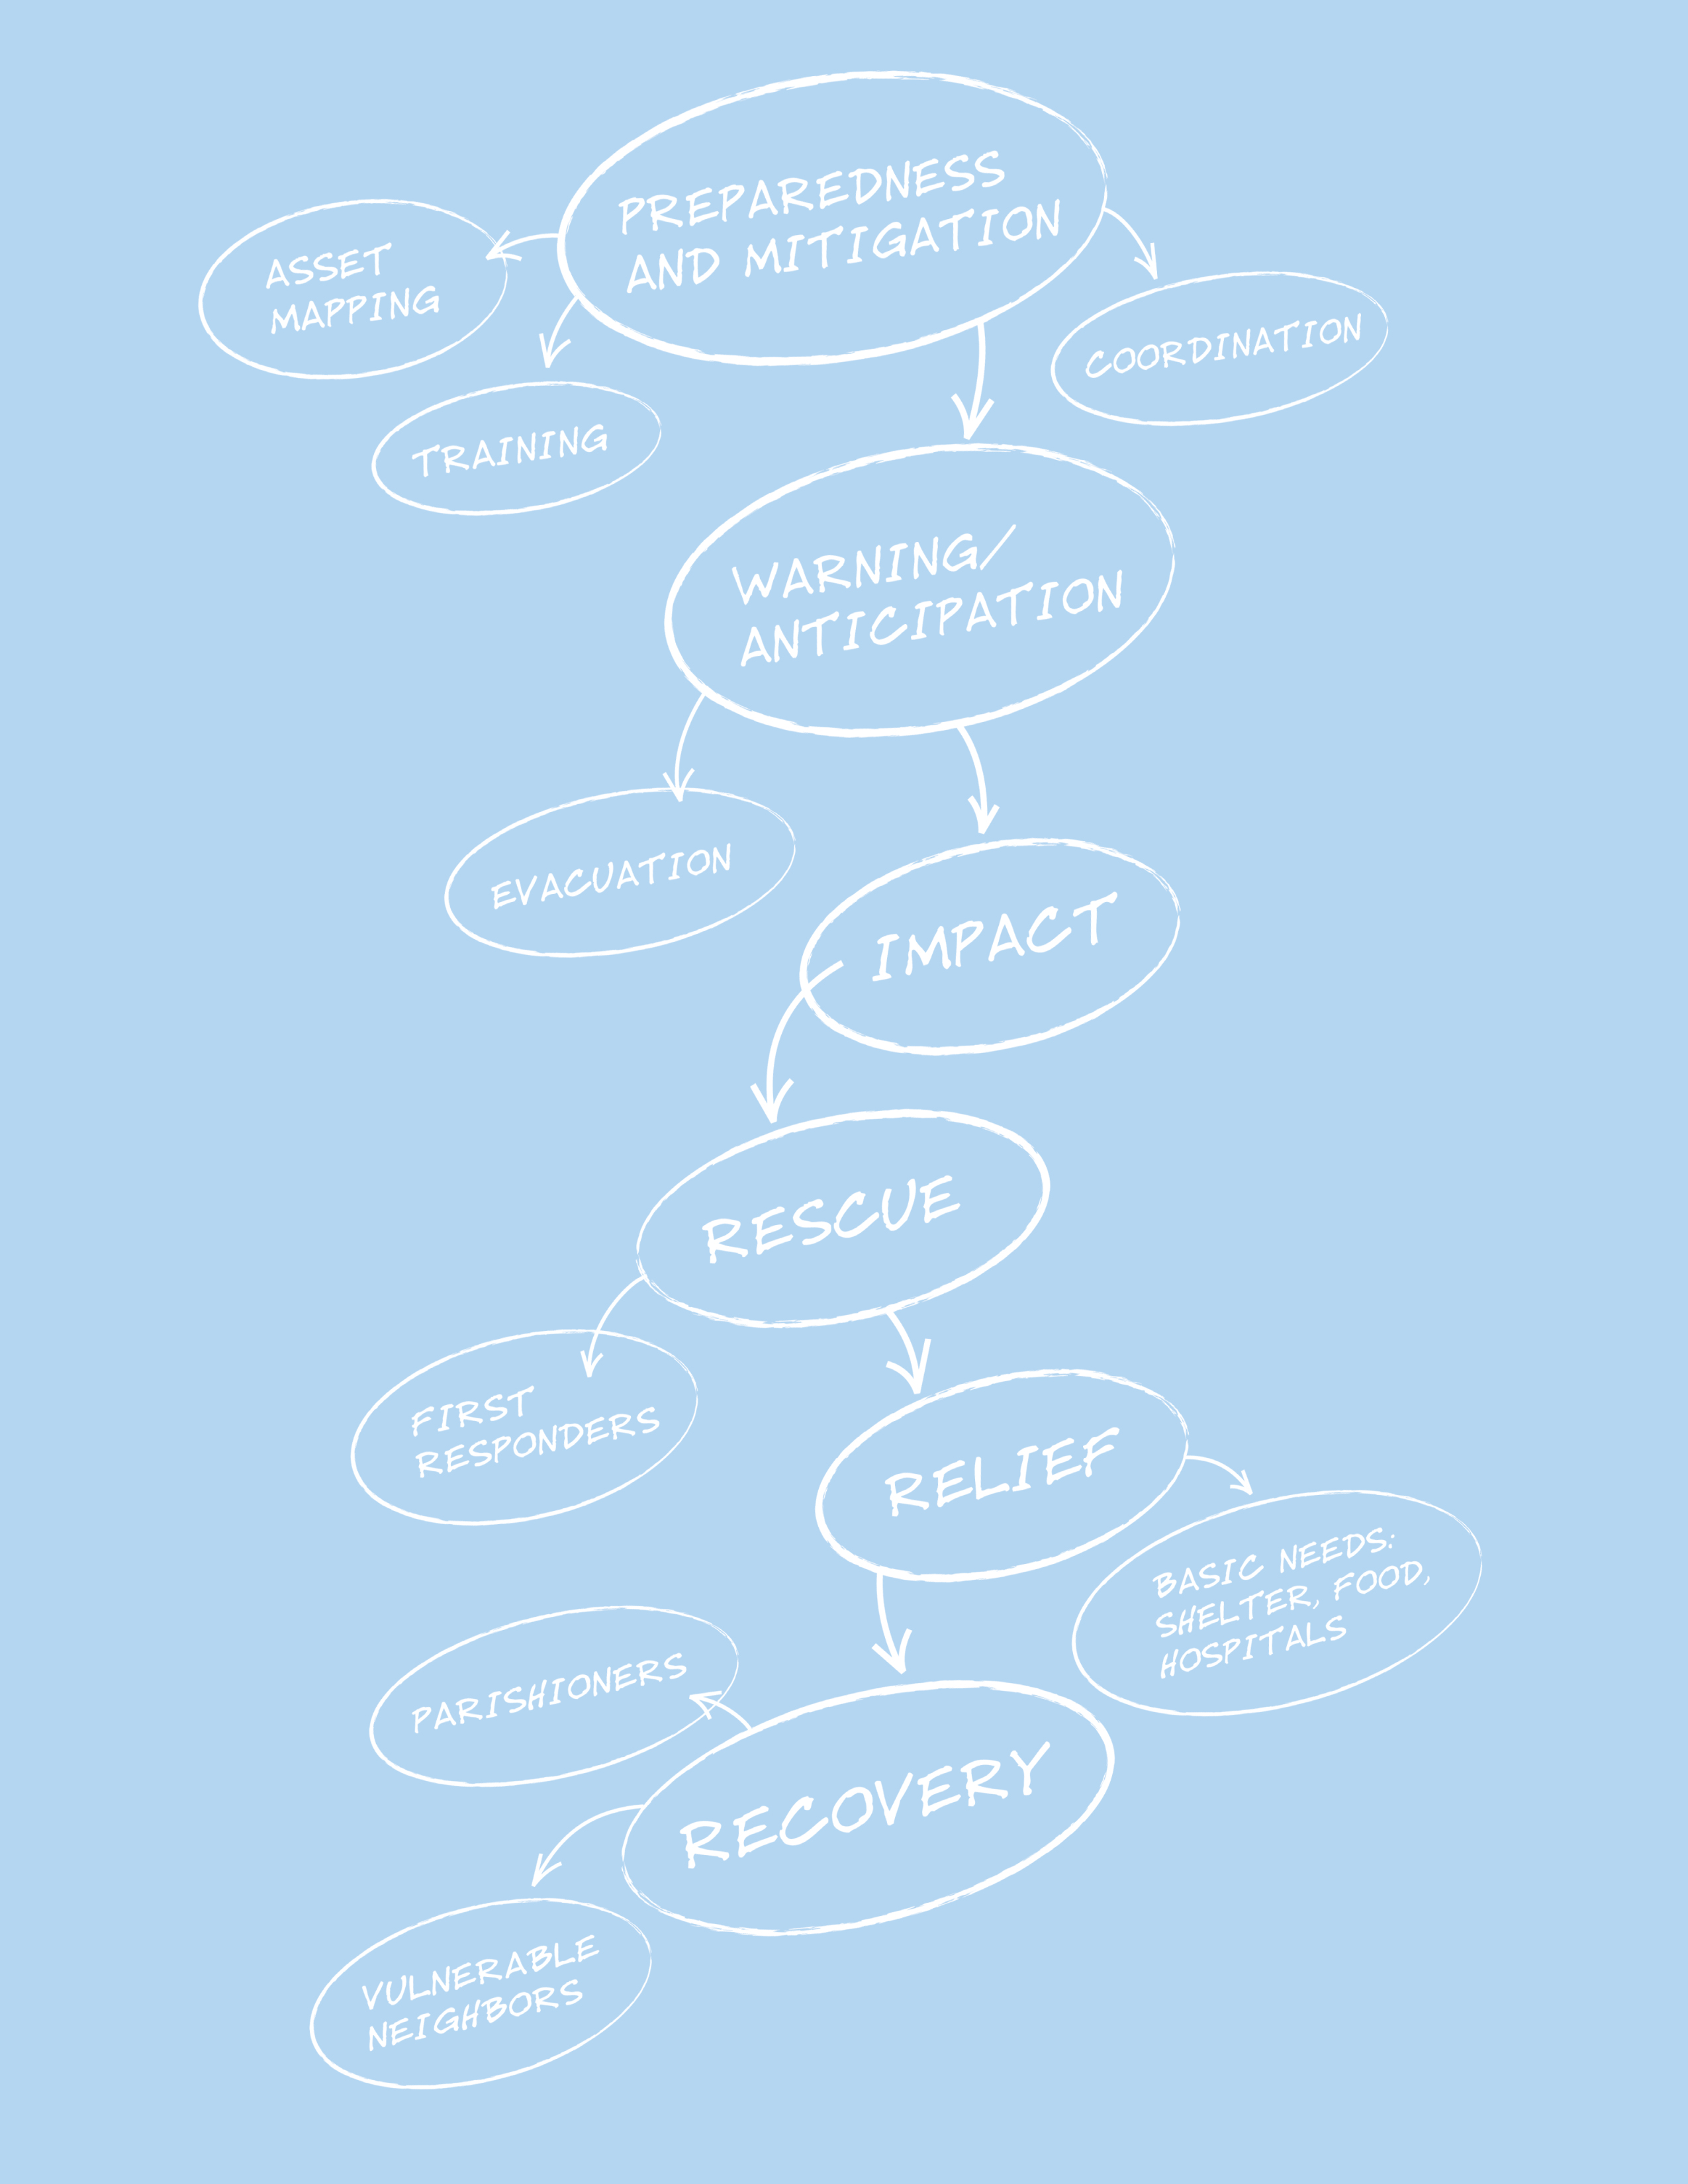 PREPAREDNESS
AND MITIGATION
ASSET
MAPPING
COORDINATION
TRAINING
WARNING/
ANTICIPATION
EVACUATION
IMPACT
RESCUE
FIRST
RESPONDERS
RELIEF
BASIC NEEDS:
SHELTER, FOOD,
HOSPITALS
PARISHIONERS
RECOVERY
VULNERABLE
NEIGHBORS